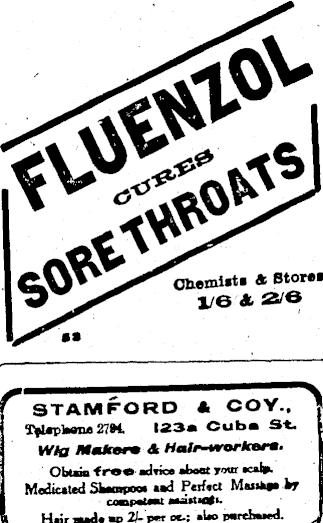 FLUENZOL
CURES
SORE THROATS
Chemists & Stores
1/6 & 2/6
52
STAMFORD & COY.,
Telephone 2794. 123a Cuba St.
Wig Makers & Hair-workers.
Obtain free advice about your scalp.
Medicated Shampoos and Perfect Massage by
competent assistants.
Hair made up 2/- per oz.; also purchased.